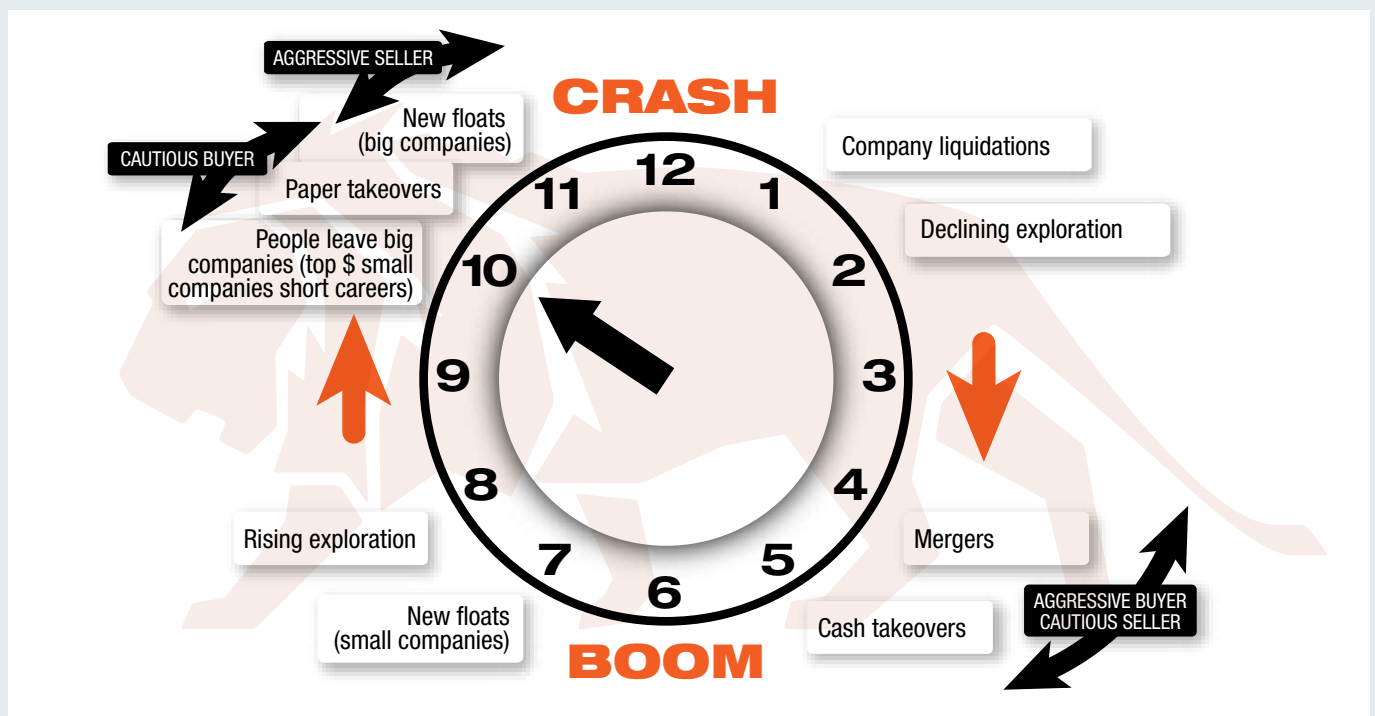 AGGRESSIVE SELLER
New floats
(big companies)
CAUTIOUS BUYER
Paper takeovers
People leave big
companies (top $ small
companies short careers)
Rising exploration
New floats
(small companies)
CRASH
12
1
2
3
4
5
6
7
8
9
10
11
BOOM
Company liquidations
Declining exploration
Mergers
Cash takeovers
AGGRESSIVE BUYER
CAUTIOUS SELLER